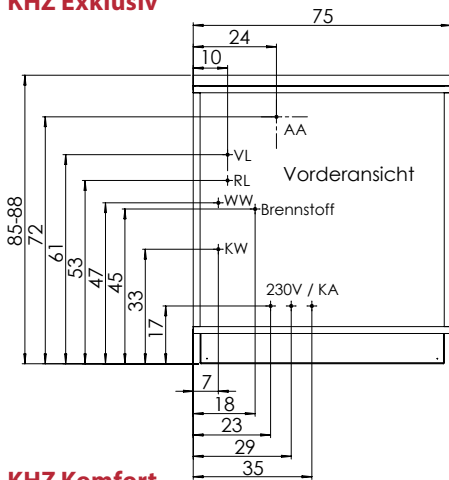 KHZ Exklusiv
75
24
10
AA
VL
Vorderansicht
RL
WW
Brennstoff
KW
230V / KA
85-88
72
61
53
47
45
33
17
7
18
23
29
35
KHZ Komfort